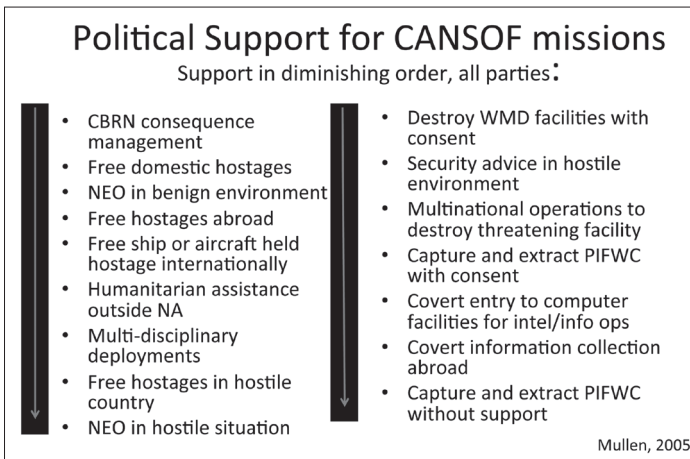 Political Support for CANSOF missions
Support in diminishing order, all parties:
• CBRN consequence
management
• Free domestic hostages
• NEO in benign environment
• Free hostages abroad
• Free ship or aircraft held
hostage internationally
• Humanitarian assistance
outside NA
• Multi-disciplinary
deployments
• Free hostages in hostile
country
• NEO in hostile situation
• Destroy WMD facilities with
consent
• Security advice in hostile
environment
• Multinational operations to
destroy threatening facility
• Capture and extract PIFWC
with consent
• Covert entry to computer
facilities for intel/info ops
• Covert information collection
abroad
• Capture and extract PIFWC
without support
Mullen, 2005